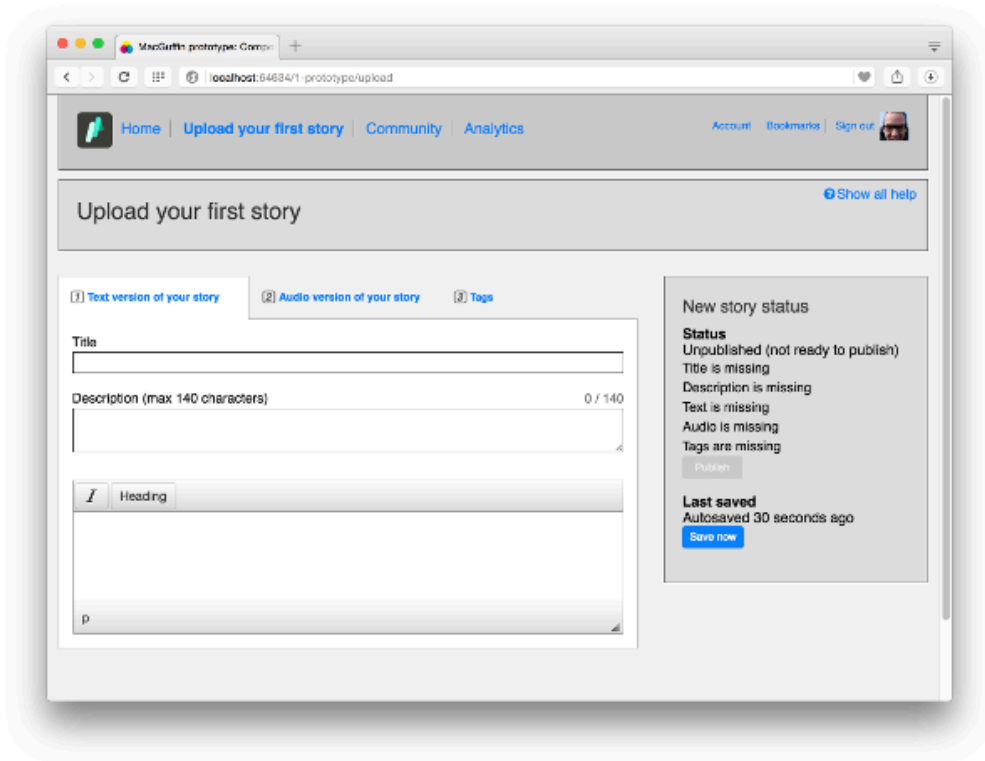 MacGuffin prototype: Compo
localhost:64634/1-prototype/upload
Home | Upload your first story | Community | Analytics
Account Bookmarks | Sign out
Show all help
Upload your first story
1 Text version of your story
2 Audio version of your story
3 Tags
Title
Description (max 140 characters)
0 / 140
I Heading
p
New story status
Status
Unpublished (not ready to publish)
Title is missing
Description is missing
Text is missing
Audio is missing
Tags are missing
Publish
Last saved
Autosaved 30 seconds ago
Save now